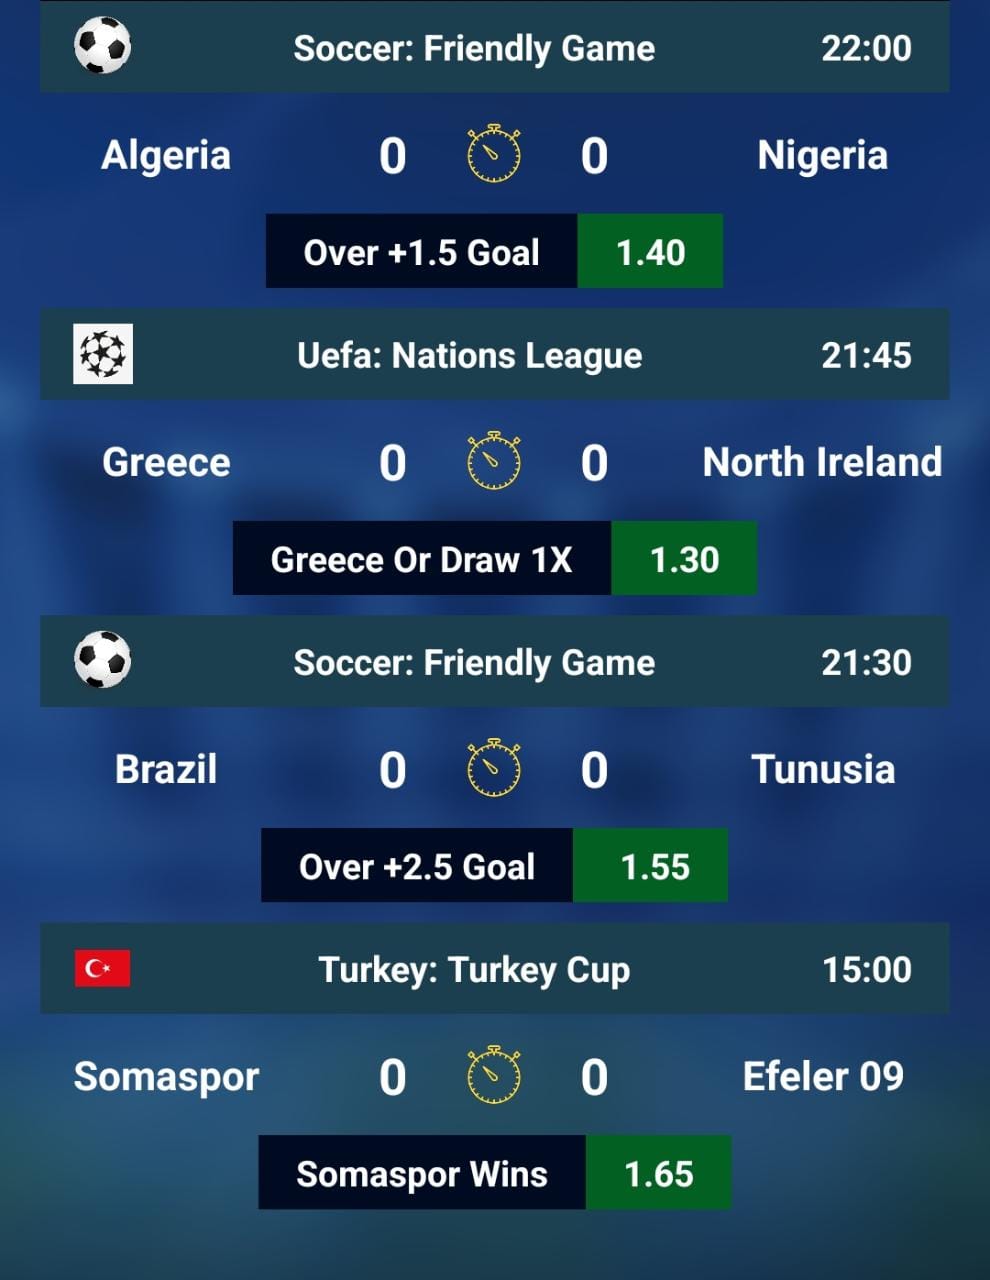 Soccer: Friendly Game 22:00
Algeria 0 0 Nigeria
Over +1.5 Goal 1.40
Uefa: Nations League 21:45
Greece 0 0 North Ireland
Greece Or Draw 1X 1.30
Soccer: Friendly Game 21:30
Brazil 0 0 Tunusia
Over +2.5 Goal 1.55
Turkey: Turkey Cup 15:00
Somaspor 0 0 Efeler 09
Somaspor Wins 1.65